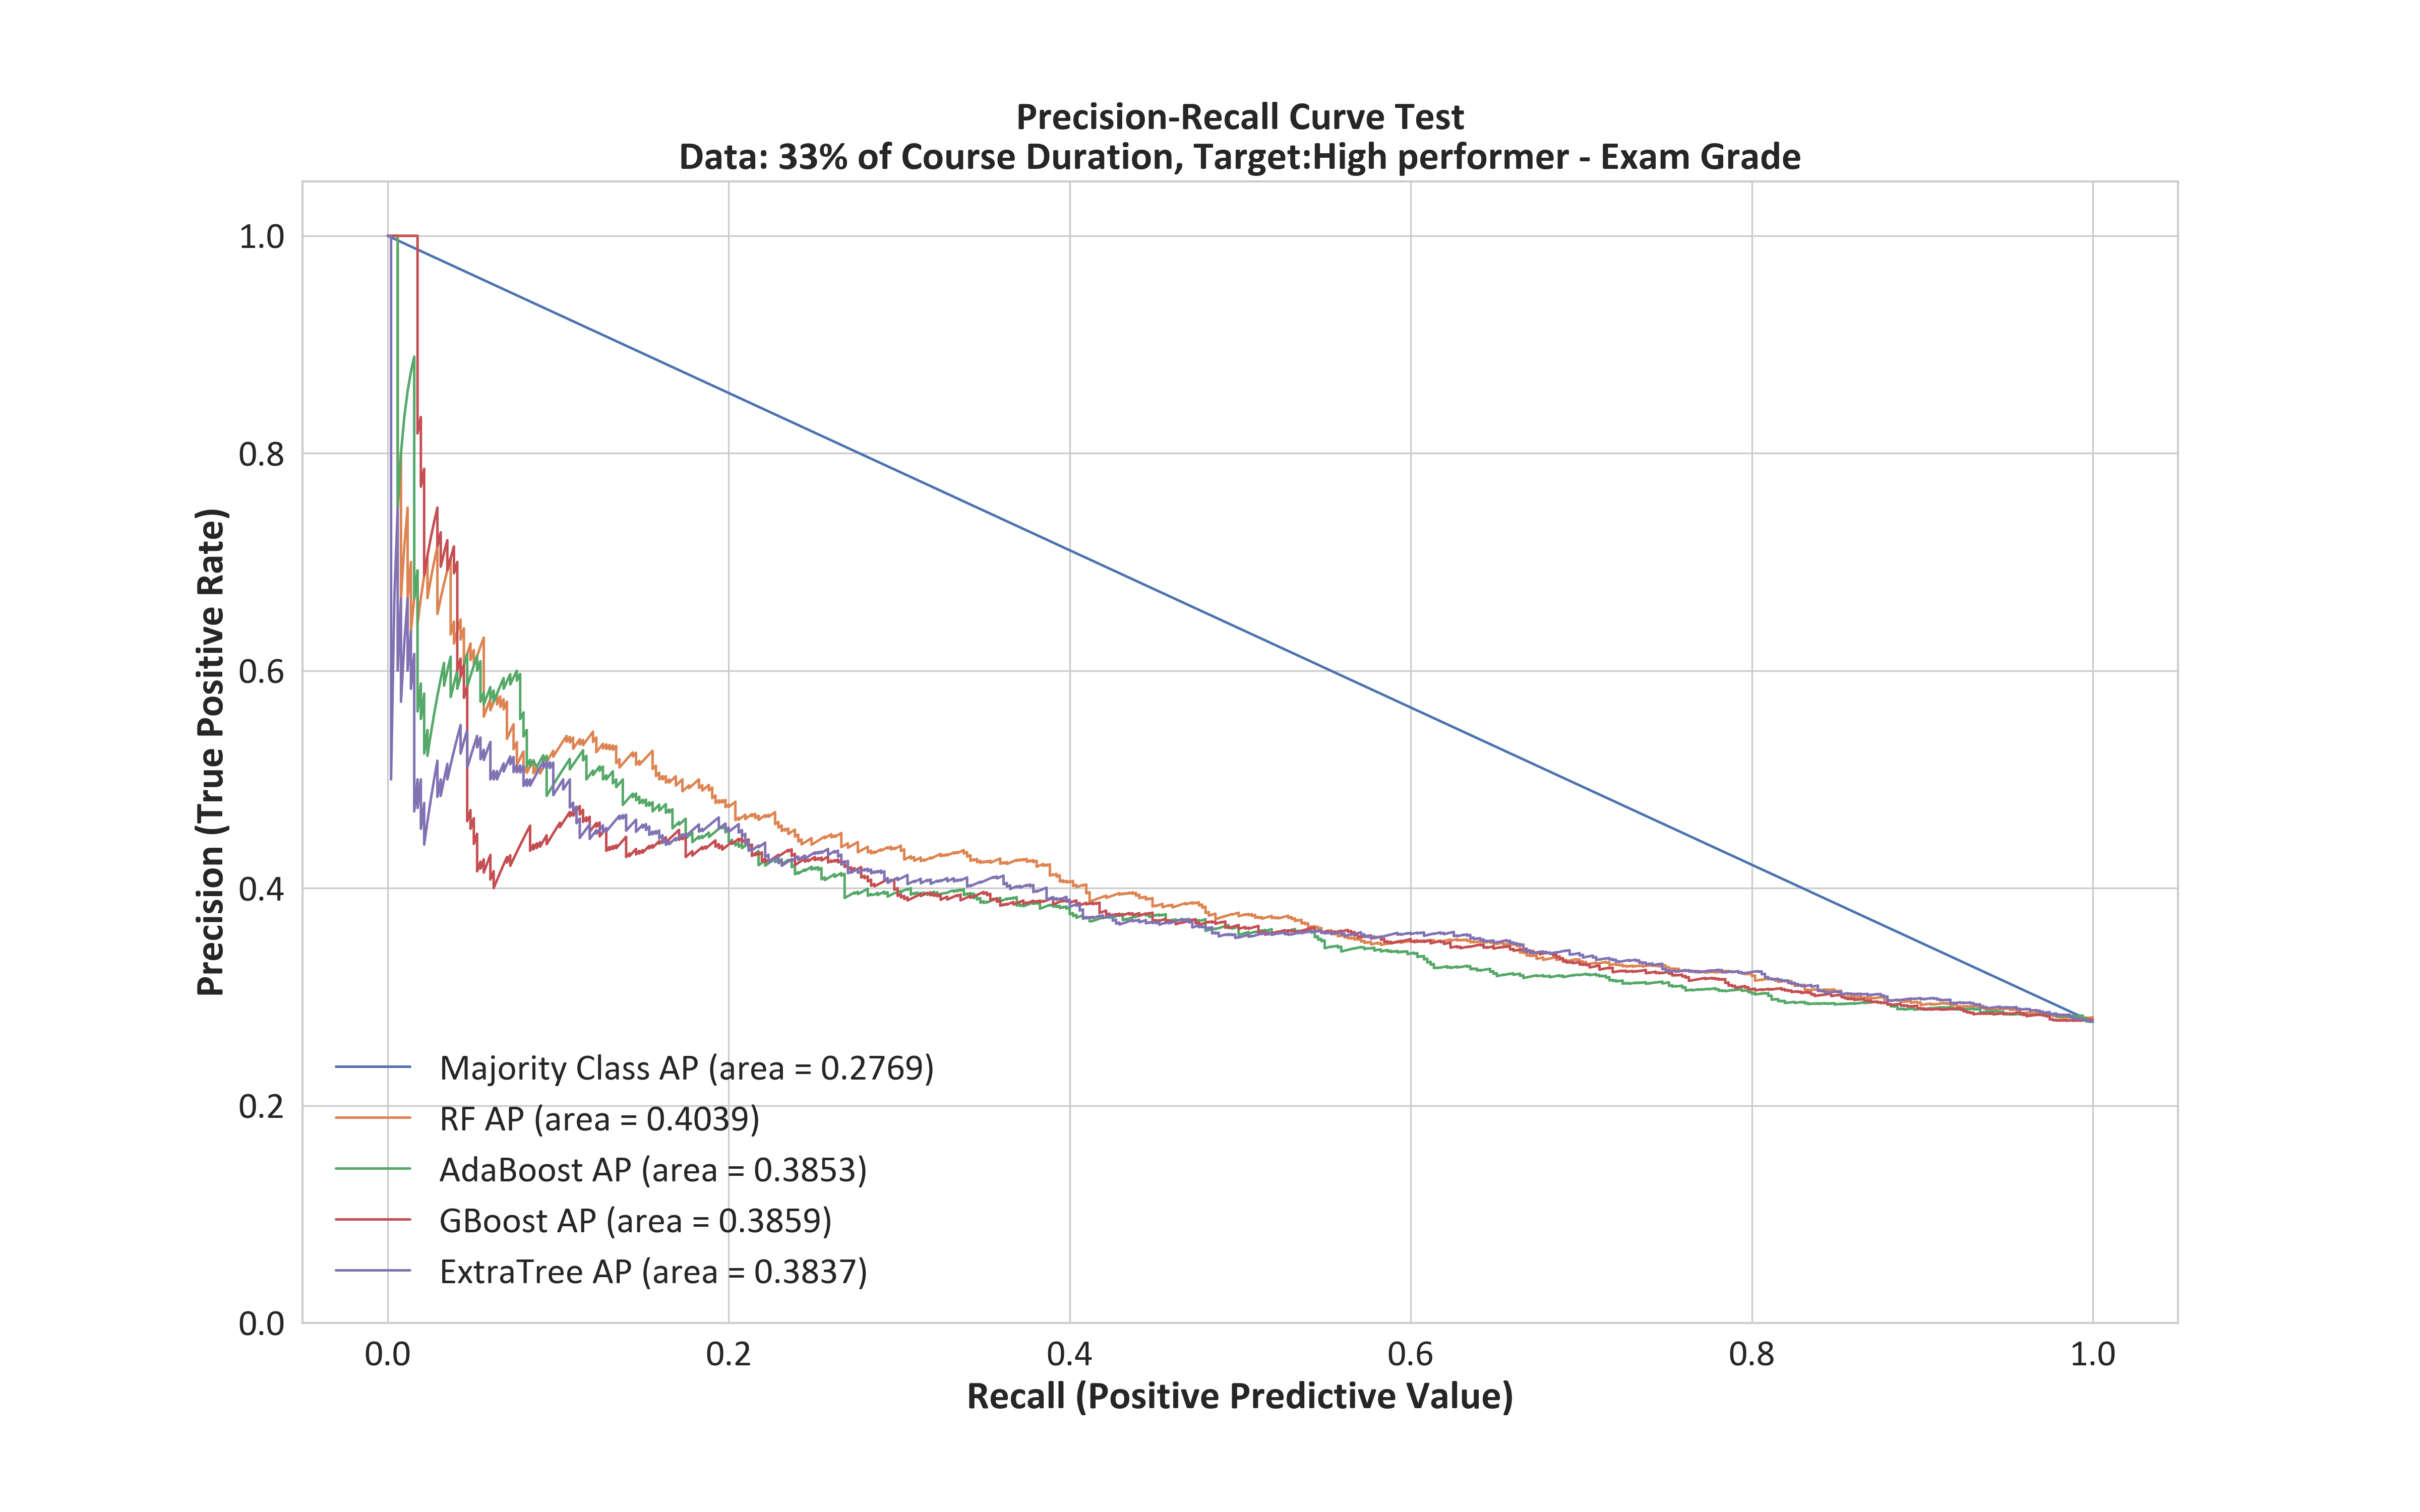 Precision-Recall Curve Test
Data: 33% of Course Duration, Target:High performer - Exam Grade
Precision (True Positive Rate)
1.0
0.8
0.6
0.4
0.2
0.0
Majority Class AP (area = 0.2769)
RF AP (area = 0.4039)
AdaBoost AP (area = 0.3853)
GBoost AP (area = 0.3859)
ExtraTree AP (area = 0.3837)
0.0 0.2 0.4 0.6 0.8 1.0
Recall (Positive Predictive Value)